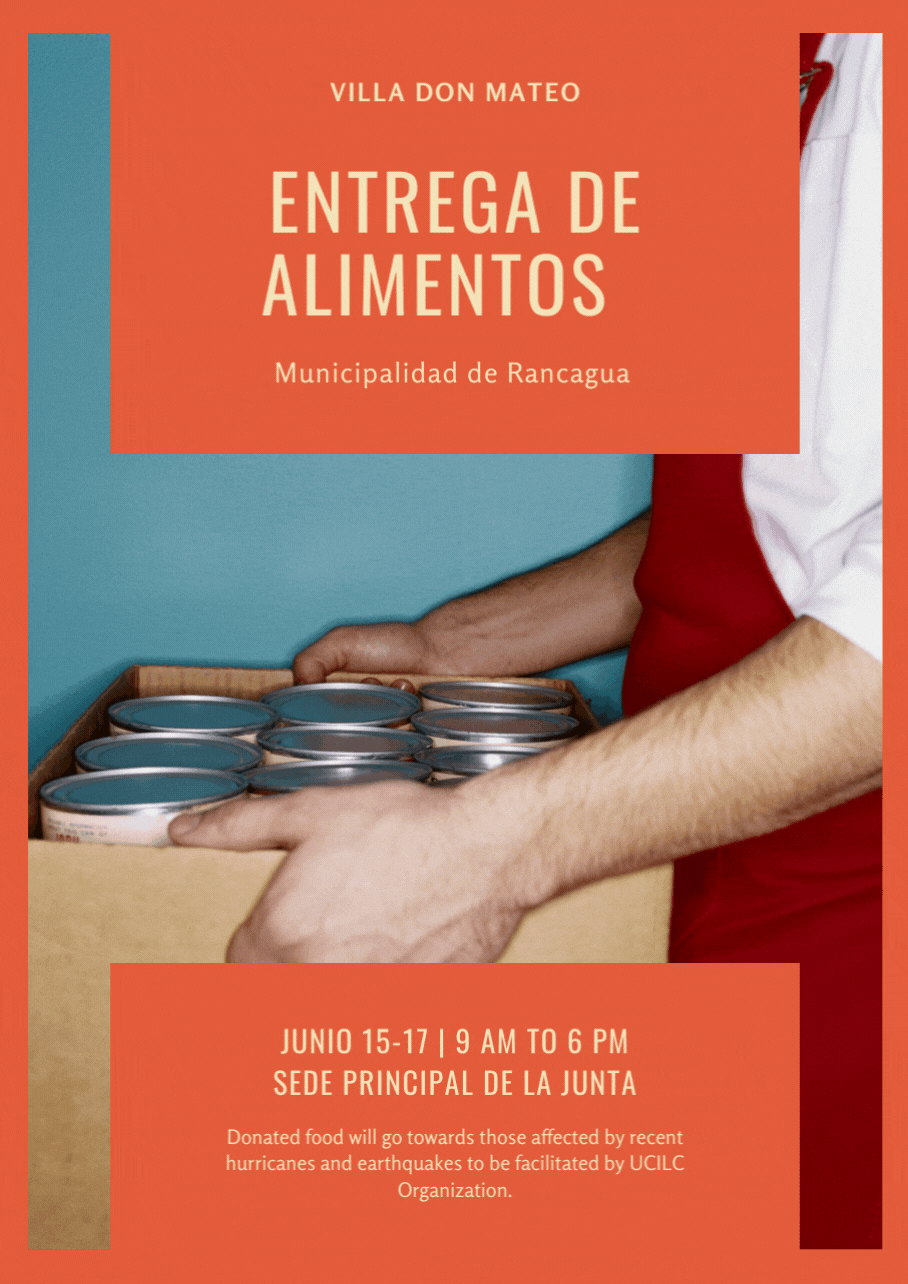 VILLA DON MATEO
ENTREGA DE
ALIMENTOS
Municipalidad de Rancagua
JUNIO 15-17 | 9 AM TO 6 PM
SEDE PRINCIPAL DE LA JUNTA
Donated food will go towards those affected by recent
hurricanes and earthquakes to be facilitated by UCILC
Organization.